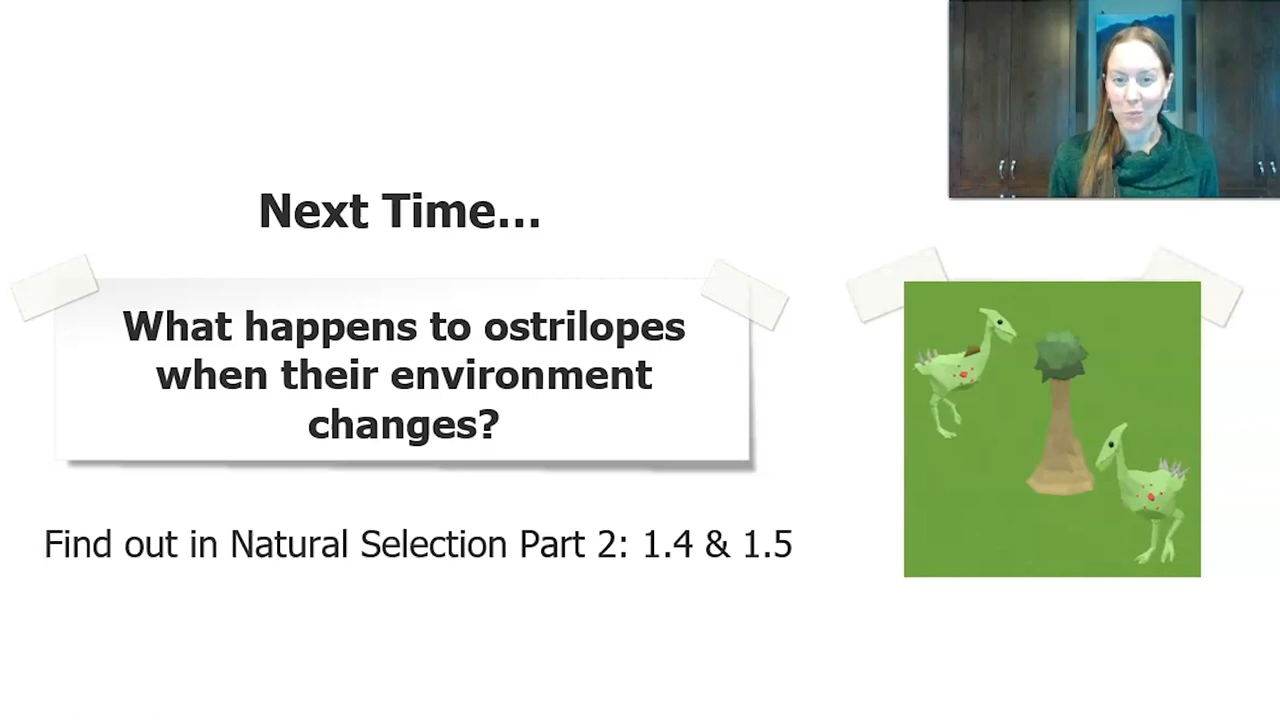 Next Time...
What happens to ostrilopes
when their environment
changes?
Find out in Natural Selection Part 2: 1.4 & 1.5